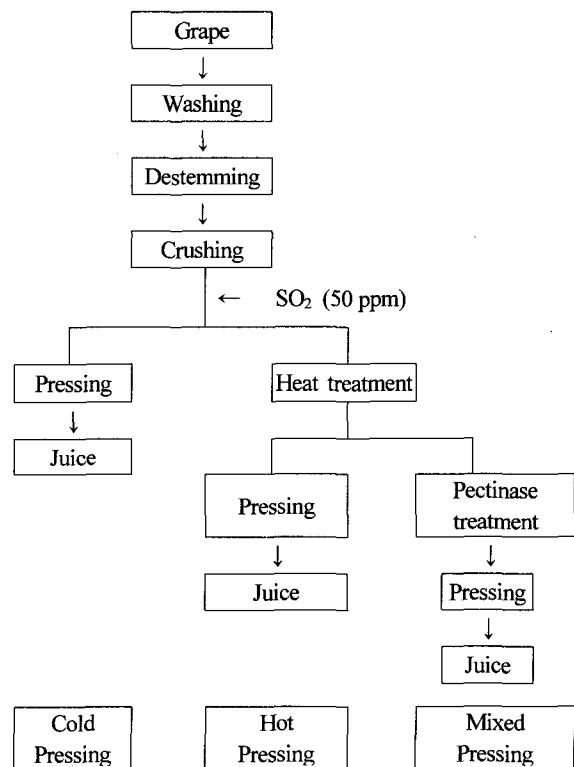 Grape
↓
Washing
↓
Destemming
↓
Crushing
← SO₂ (50 ppm)
Pressing
Heat treatment
↓
Juice
Pressing
Pectinase
treatment
↓
↓
Juice
Pressing
↓
Juice
Cold
Pressing
Hot
Pressing
Mixed
Pressing